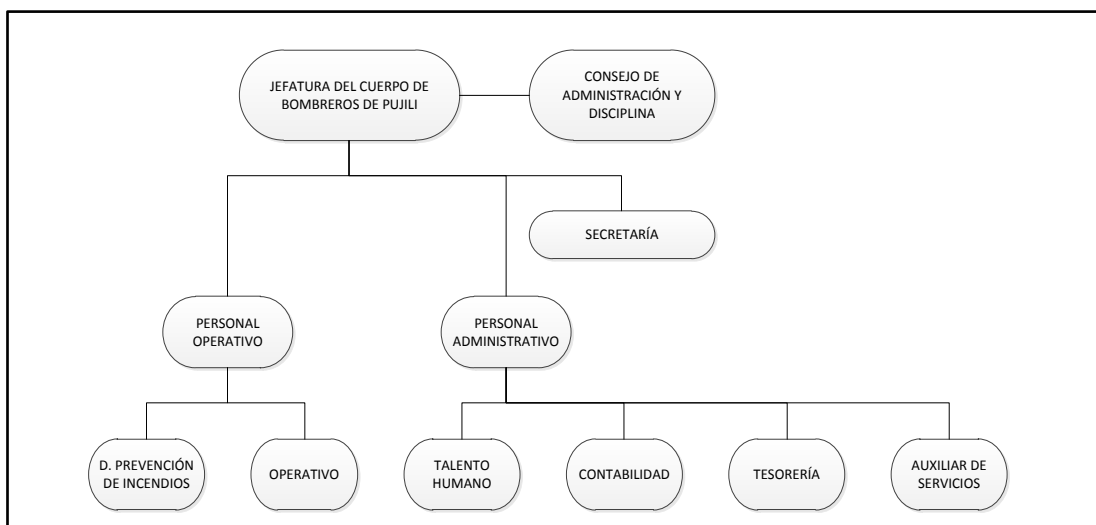 JEFATURA DEL CUERPO DE
BOMBREROS DE PUJILI
CONSEJO DE
ADMINISTRACIÓN Y
DISCIPLINA
SECRETARÍA
PERSONAL
OPERATIVO
PERSONAL
ADMINISTRATIVO
D. PREVENCIÓN
DE INCENDIOS
OPERATIVO
TALENTO
HUMANO
CONTABILIDAD
TESORERÍA
AUXILIAR DE
SERVICIOS